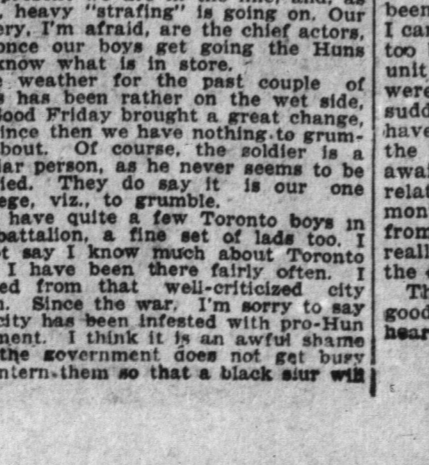 heavy "strafing" is going on. Our
ery, I'm afraid, are the chief actors,
once our boys get going the Huns
know what is in store.
e weather for the past couple of
s has been rather on the wet side,
Good Friday brought a great change,
ince then we have nothing to grum-
bout. Of course, the soldier is a
iar person, as he never seems to be
ied. They do say it is our one
ege, viz., to grumble.
have quite a few Toronto boys in
battalion, a fine set of lads too. I
ot say I know much about Toronto
I have been there fairly often. I
ed from that well-criticized city
n. Since the war, I'm sorry to say
city has been infested with pro-Hun
ment. I think it is an awful shame
the government does not get busy
ntern them so that a black slur will
been
I can
too
unit
were
sudd
have
the
awai
relat
mon
from
reall
the
Th
good
hear